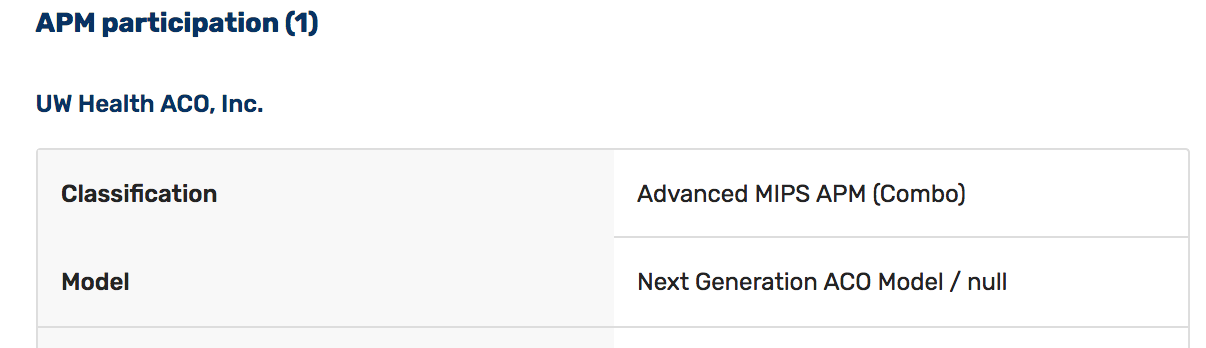 APM participation (1)
UW Health ACO, Inc.
Classification
Advanced MIPS APM (Combo)
Model
Next Generation ACO Model / null